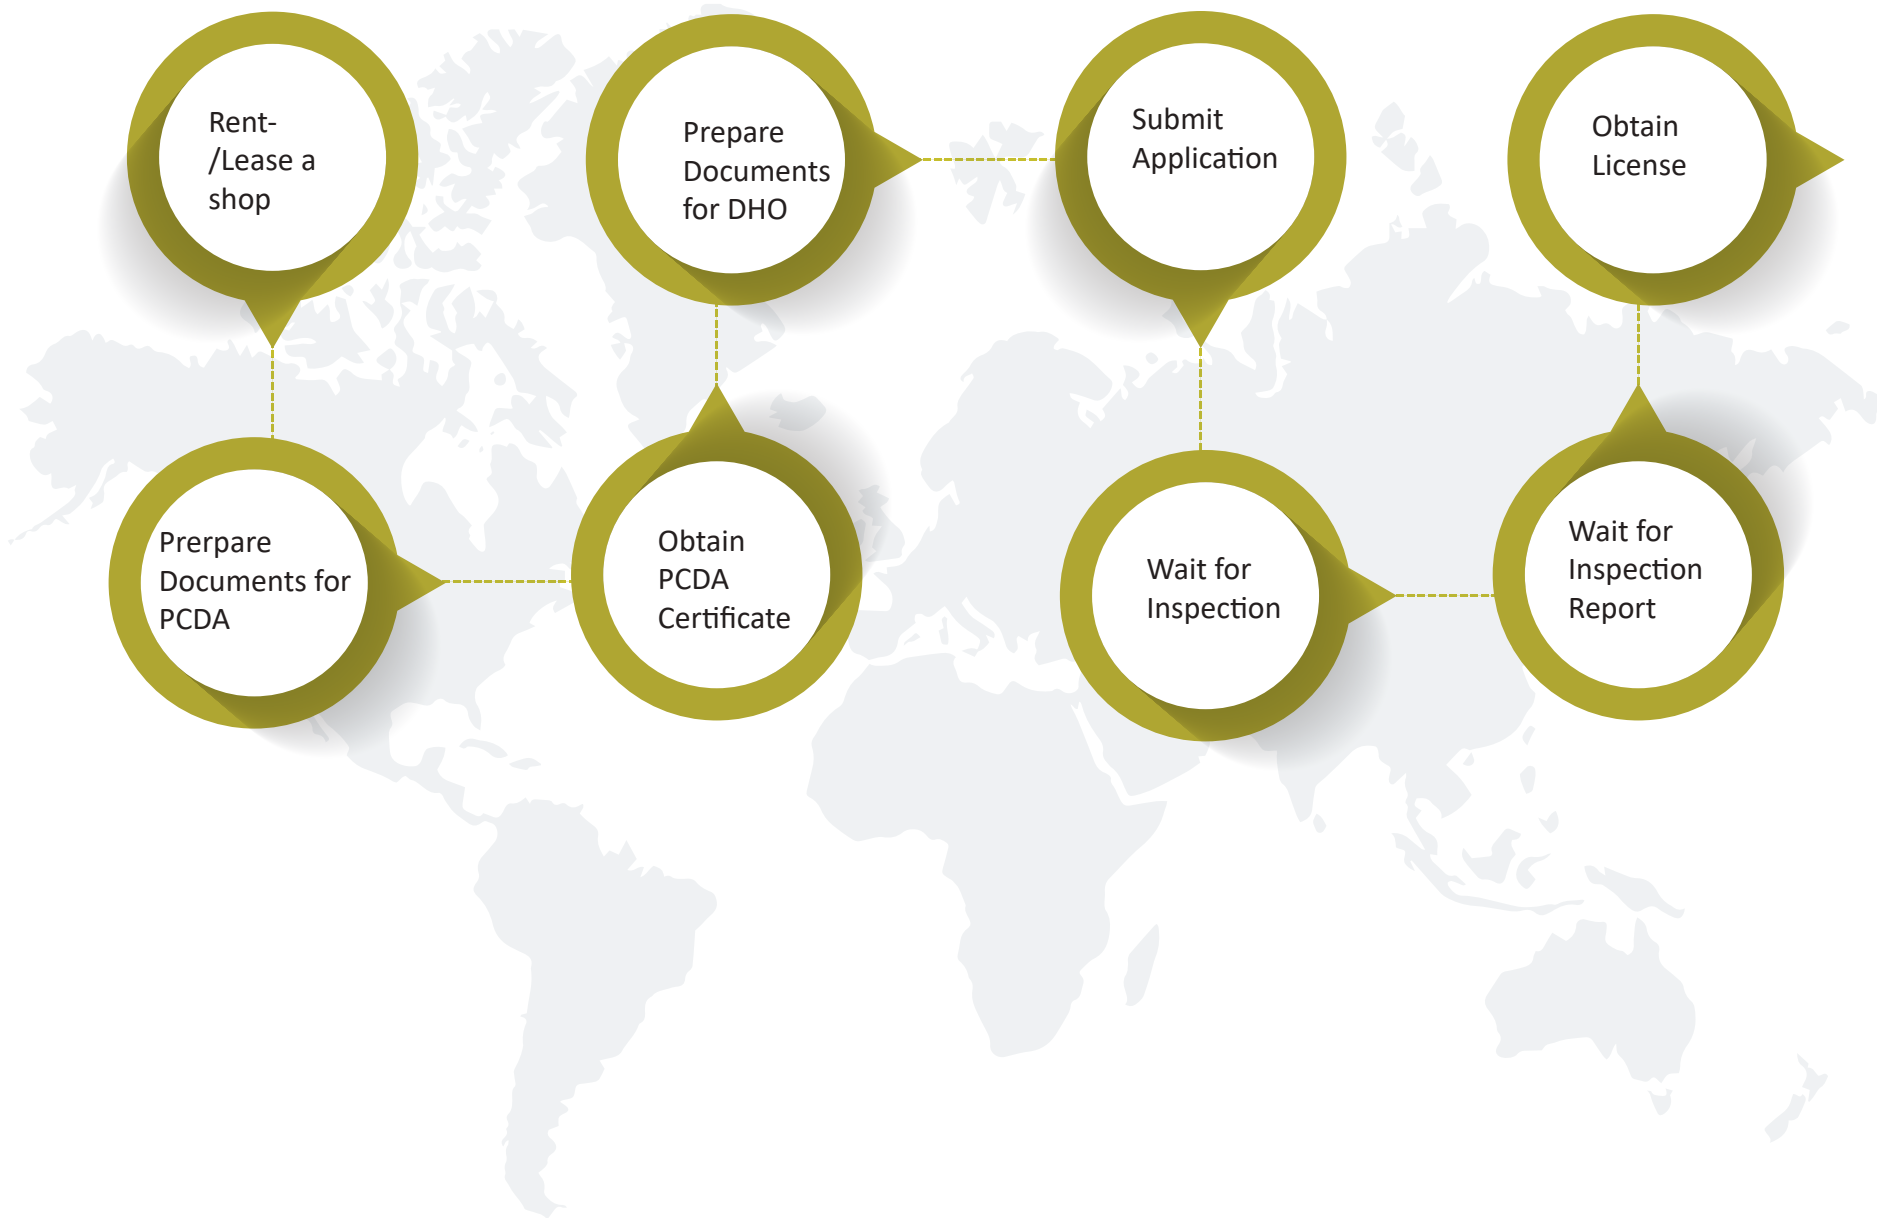 Rent-
/Lease a
shop
Prerpare
Documents for
PCDA
Obtain
PCDA
Certificate
Prepare
Documents
for DHO
Submit
Application
Wait for
Inspection
Wait for
Inspection
Report
Obtain
License